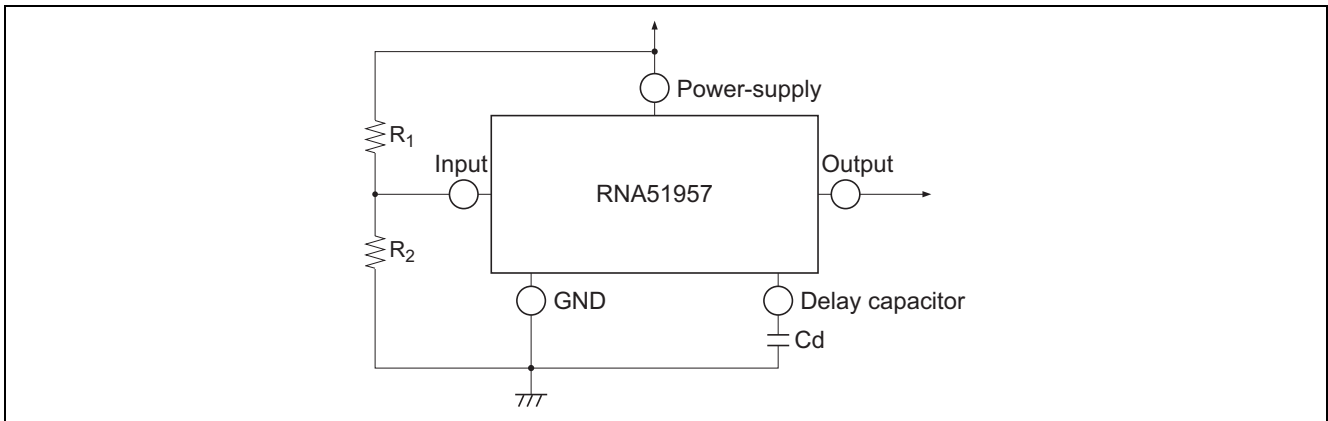 Power-supply
R1
Input
RNA51957
Output
R2
GND
Delay capacitor
Cd